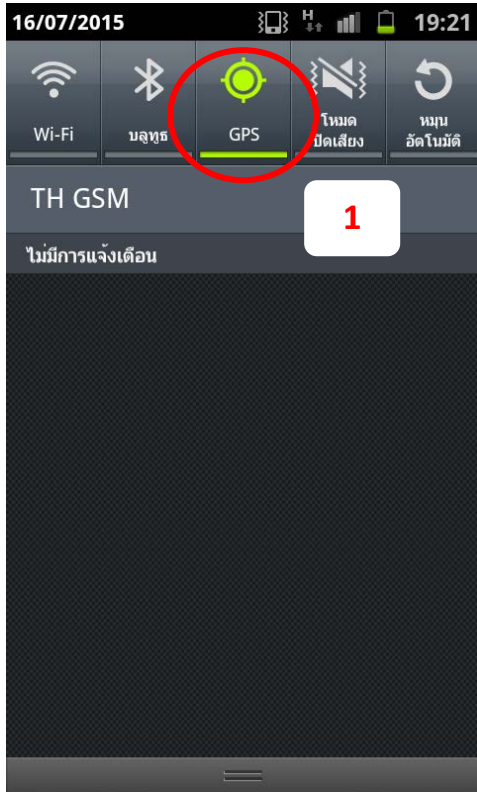 16/07/2015 H 19:21
Wi-Fi
บลูทูธ
GPS
โหมด
ปิดเสียง
หมุน
อัตโนมัติ
TH GSM
1
ไม่มีการแจ้งเตือน